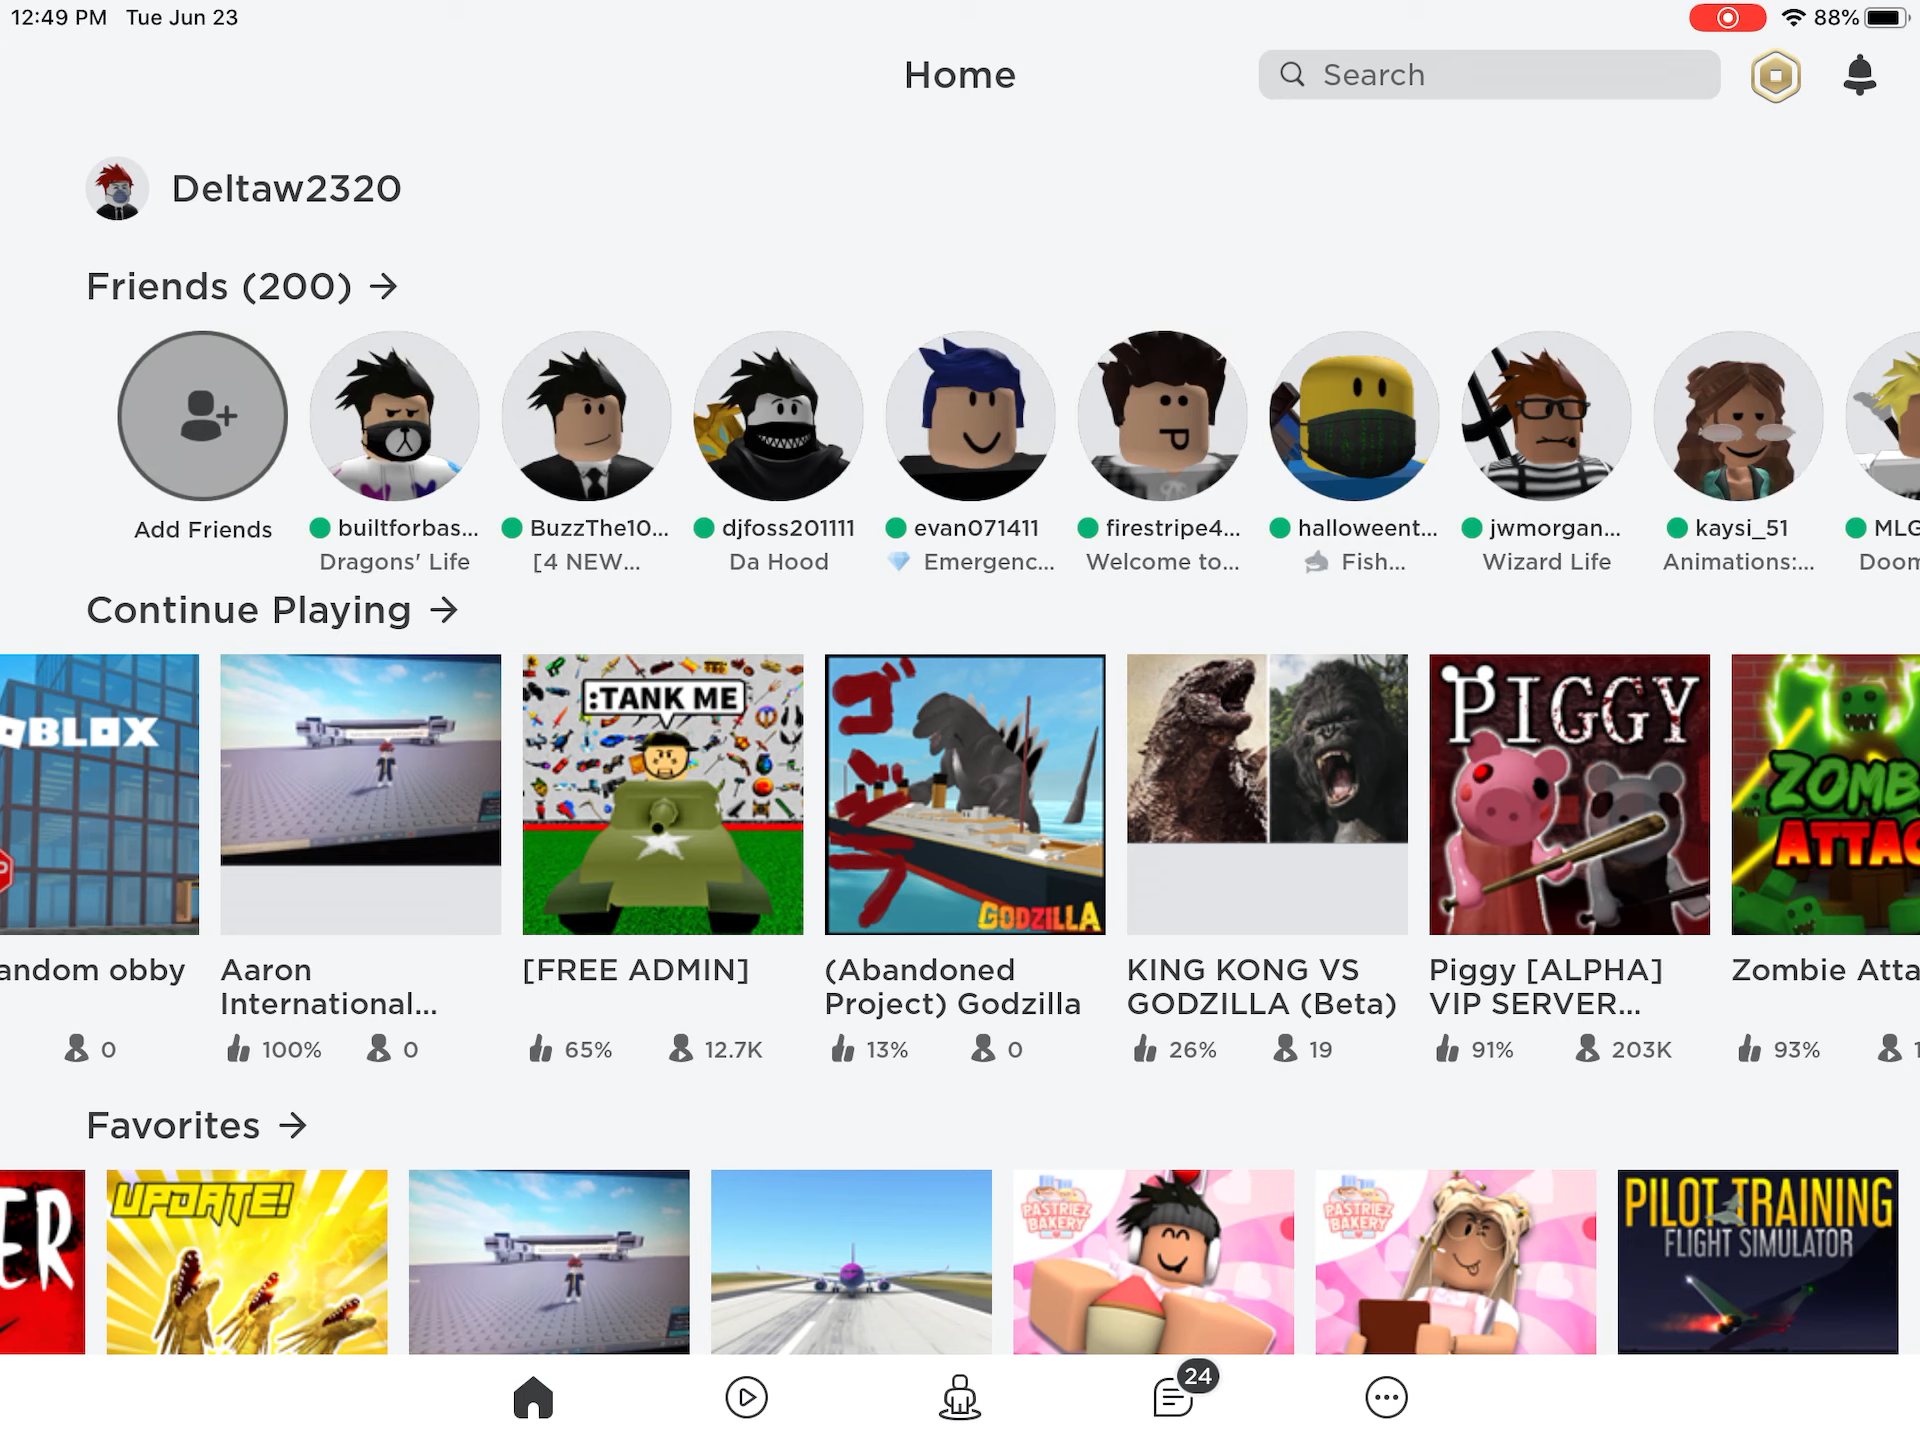 12:49 PM Tue Jun 23
88%
Home
Search
Deltaw2320
Friends (200) →
Add Friends
builtforbas...
Dragons' Life
BuzzThe10...
[4 NEW...
djfoss201111
Da Hood
evan071411
💎 Emergenc...
firestripe4...
Welcome to...
halloweent...
🦈 Fish...
jwmorgan...
Wizard Life
kaysi_51
Animations:...
MLG
Doom
Continue Playing →
BLOX
:TANK ME
ゴジラ
GODZILLA
PIGGY
ZOMB
ATTAC
andom obby
0
Aaron
International...
100% 0
[FREE ADMIN]
65% 12.7K
(Abandoned
Project) Godzilla
13% 0
KING KONG VS
GODZILLA (Beta)
26% 19
Piggy [ALPHA]
VIP SERVER...
91% 203K
Zombie Atta
93% 1
Favorites →
ER
UPDATE!
PASTRIEZ
BAKERY
PASTRIEZ
BAKERY
PILOT TRAINING
FLIGHT SIMULATOR
24